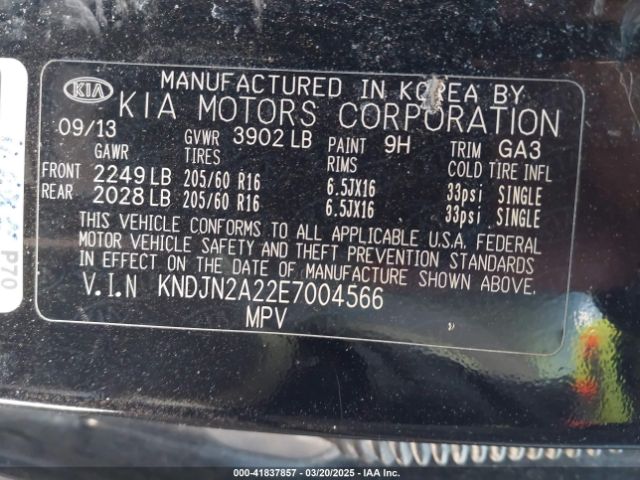 KIA
MANUFACTURED IN KOREA BY
KIA MOTORS CORPORATION
09/13 GVWR 3902 LB PAINT 9H TRIM GA3
GAWR TIRES RIMS COLD TIRE INFL
FRONT 2249 LB 205/60 R16 6.5JX16 33psi SINGLE
REAR 2028 LB 205/60 R16 6.5JX16 33psi SINGLE
THIS VEHICLE CONFORMS TO ALL APPLICABLE U.S.A. FEDERAL
MOTOR VEHICLE SAFETY AND THEFT PREVENTION STANDARDS
IN EFFECT ON THE DATE OF MANUFACTURE SHOWN ABOVE.
V.I.N KNDJN2A22E7004566
MPV
P70
000-41837857 — 03/20/2025 — IAA Inc.